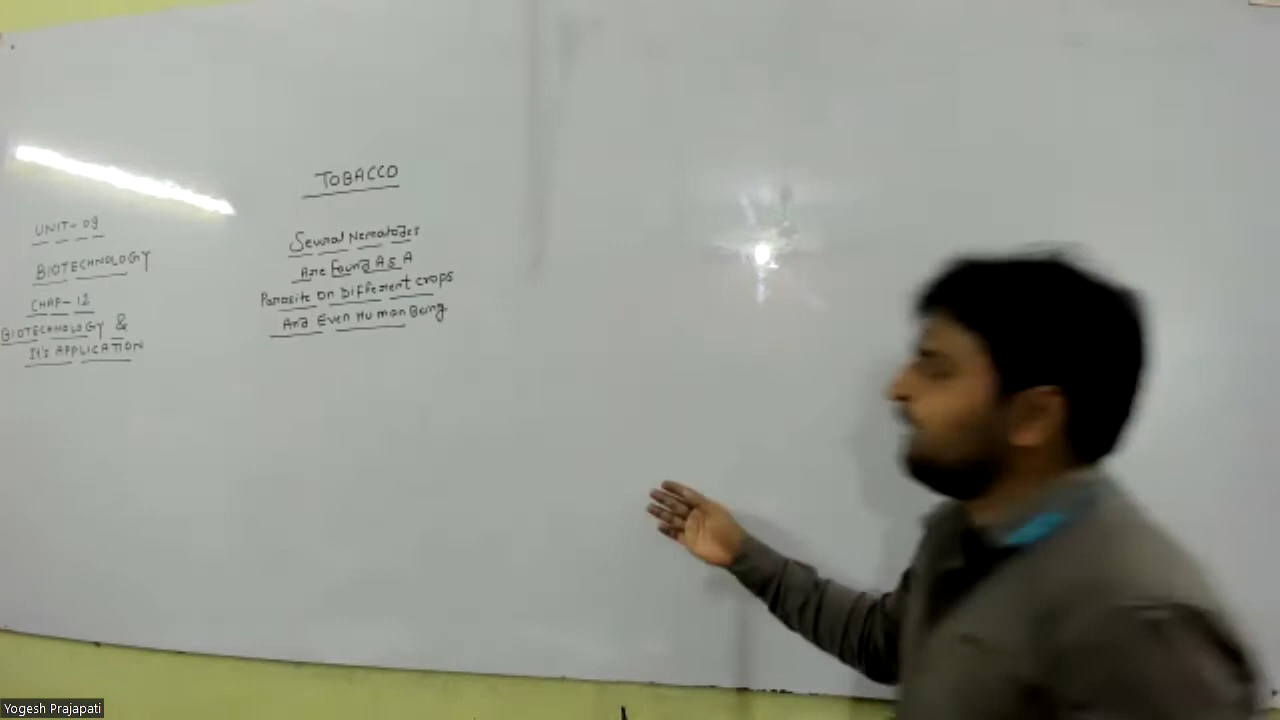 UNIT-09
BIOTECHNOLOGY
CHAP-12
BIOTECHNOLOGY &
It's APPLICATION
TOBACCO
Several Nematodes
Are Found As A
Parasite on Different crops
And Even Human Being.
Yogesh Prajapati